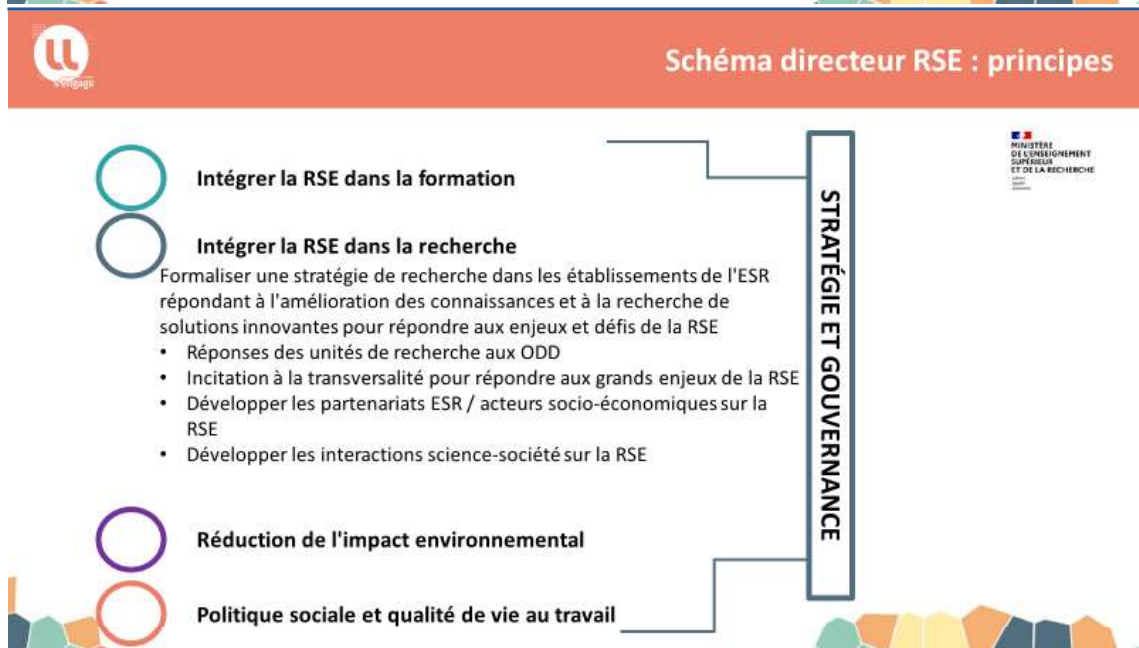 Schéma directeur RSE : principes
s'engage
MINISTÈRE
DE L'ENSEIGNEMENT
SUPÉRIEUR
ET DE LA RECHERCHE
Intégrer la RSE dans la formation
Intégrer la RSE dans la recherche
Formaliser une stratégie de recherche dans les établissements de l'ESR
répondant à l'amélioration des connaissances et à la recherche de
solutions innovantes pour répondre aux enjeux et défis de la RSE
• Réponses des unités de recherche aux ODD
• Incitation à la transversalité pour répondre aux grands enjeux de la RSE
• Développer les partenariats ESR / acteurs socio-économiques sur la
RSE
• Développer les interactions science-société sur la RSE
Réduction de l'impact environnemental
Politique sociale et qualité de vie au travail
STRATÉGIE ET GOUVERNANCE